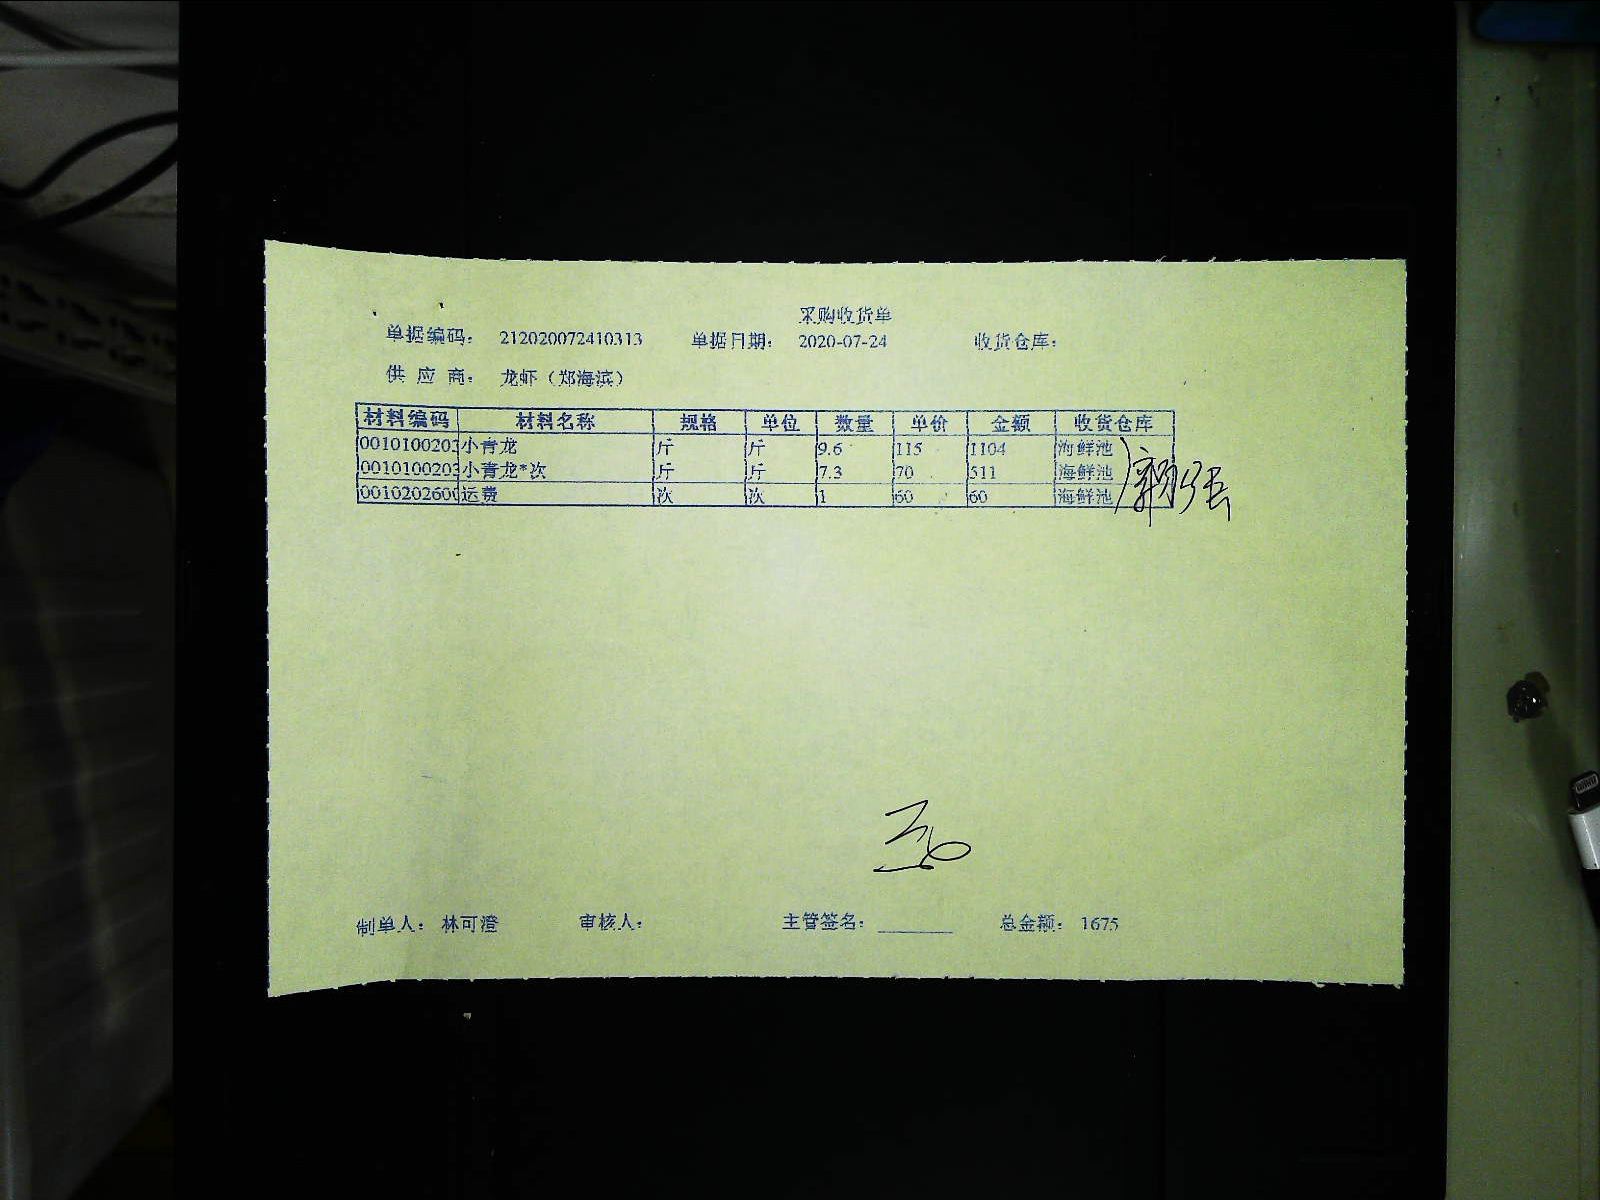 采购收货单
单据编码: 212020072410313 单据日期: 2020-07-24 收货仓库:
供应商: 龙虾（郑海滨）
材料编码 材料名称 规格 单位 数量 单价 金额 收货仓库
0010100203 小青龙 斤 斤 9.6 115 1104 海鲜池
0010100203 小青龙*次 斤 斤 7.3 70 511 海鲜池
001020260 运费 次 次 1 60 60 海鲜池
制单人: 林可澄 审核人: 主管签名: 总金额: 1675